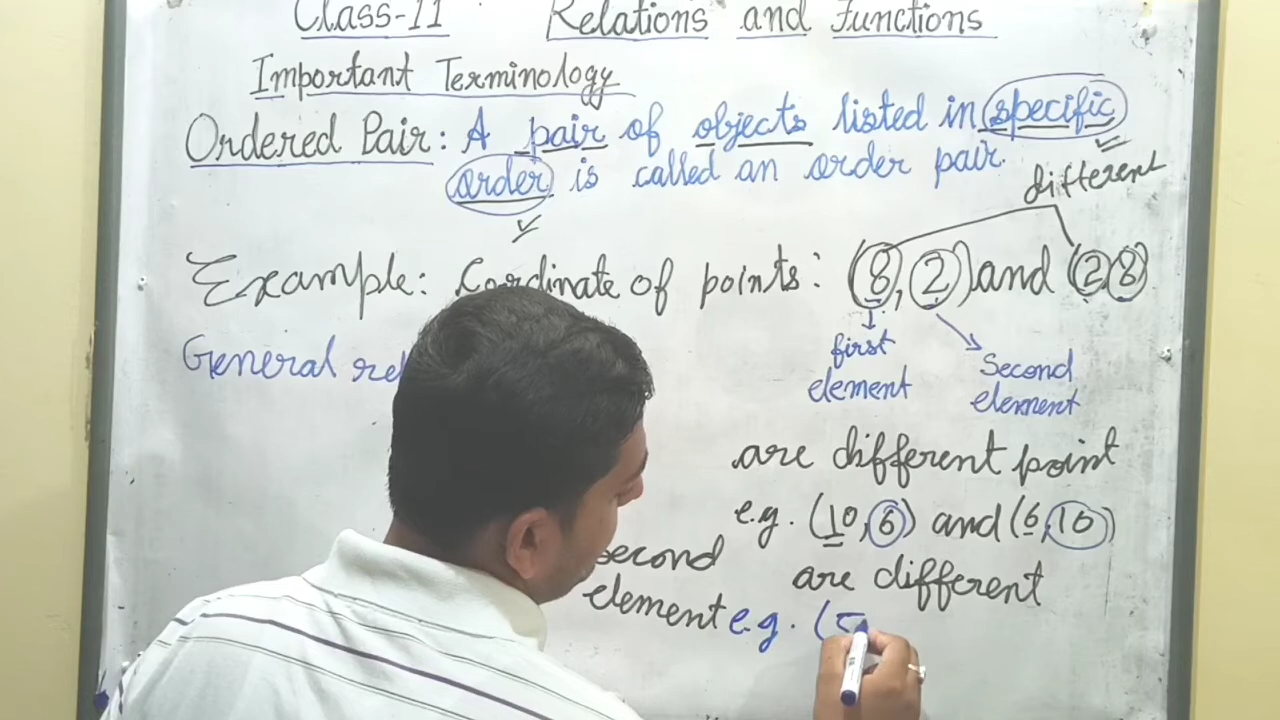 Class-11 Relations and Functions
Important Terminology
Ordered Pair: A pair of objects listed in specific
order is called an order pair.
different
Example: Coordinate of points: (8, 2) and (2, 8)
General
first
element
Second
element
are different point
e.g. (10, 6) and (6, 10)
second
element
are different
e.g. (5